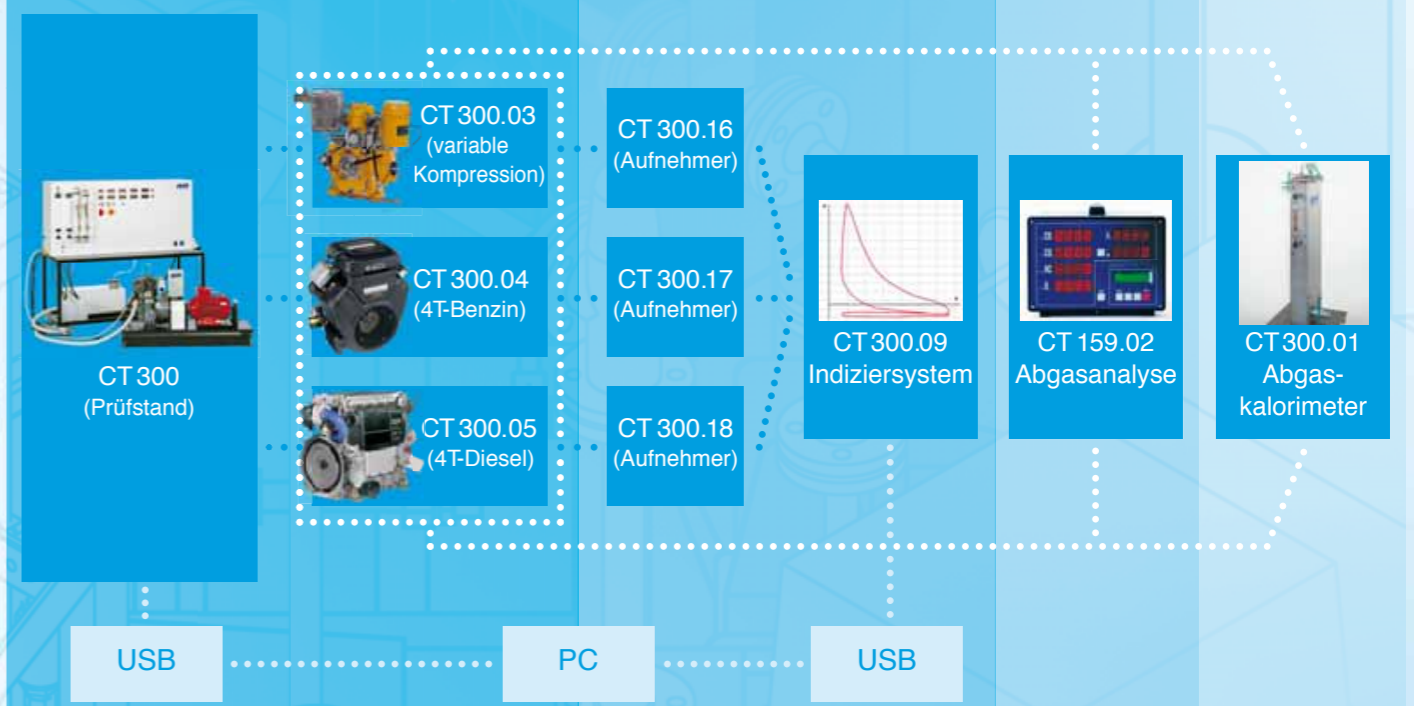 CT 300
(Prüfstand)
CT 300.03
(variable
Kompression)
CT 300.04
(4T-Benzin)
CT 300.05
(4T-Diesel)
CT 300.16
(Aufnehmer)
CT 300.17
(Aufnehmer)
CT 300.18
(Aufnehmer)
CT 300.09
Indiziersystem
CT 159.02
Abgasanalyse
CT 300.01
Abgas-
kalorimeter
USB
PC
USB